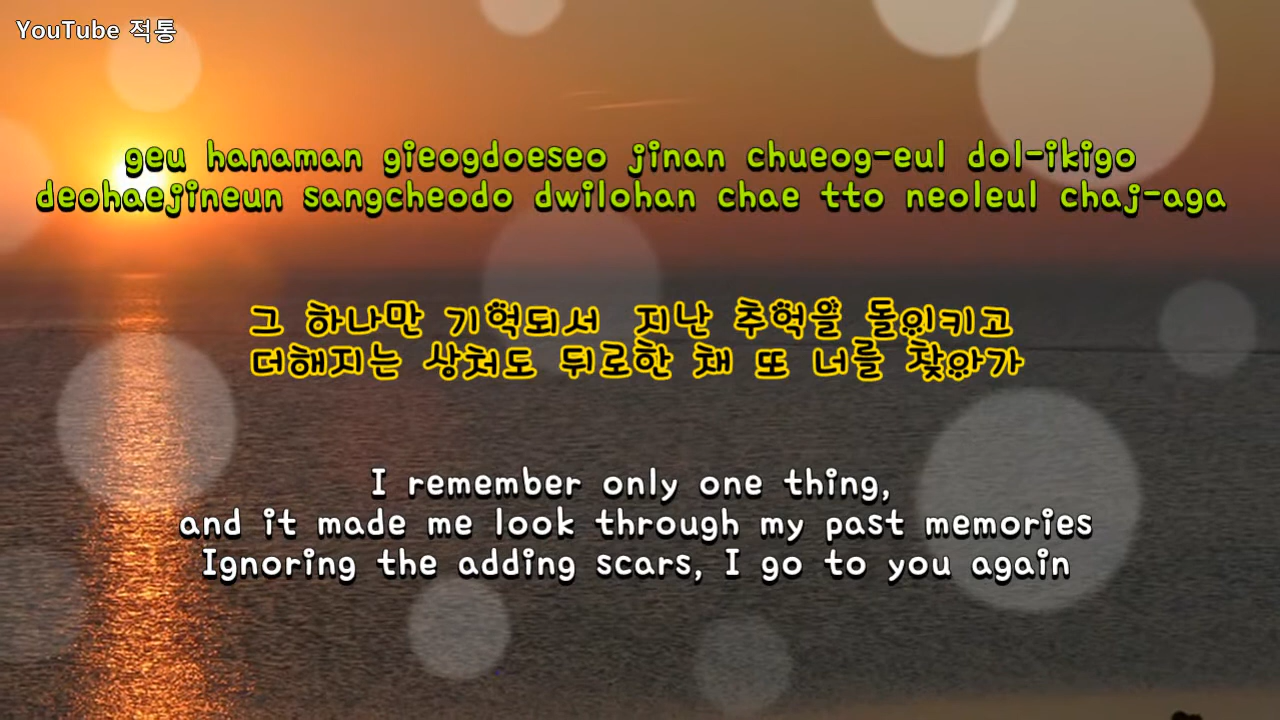 YouTube 적통
geu hanaman gieogdoeseo jinan chueog-eul dol-ikigo
deohaejineun sangcheodo dwilohan chae tto neoleul chaj-aga
그 하나만 기억되서 지난 추억을 돌이키고
더해지는 상처도 뒤로한 채 또 너를 찾아가
I remember only one thing,
and it made me look through my past memories
Ignoring the adding scars, I go to you again